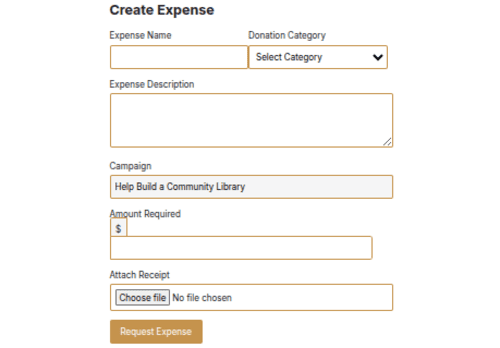 Create Expense
Expense Name Donation Category
Select Category
Expense Description
Campaign
Help Build a Community Library
Amount Required
$
Attach Receipt
Choose file No file chosen
Request Expense